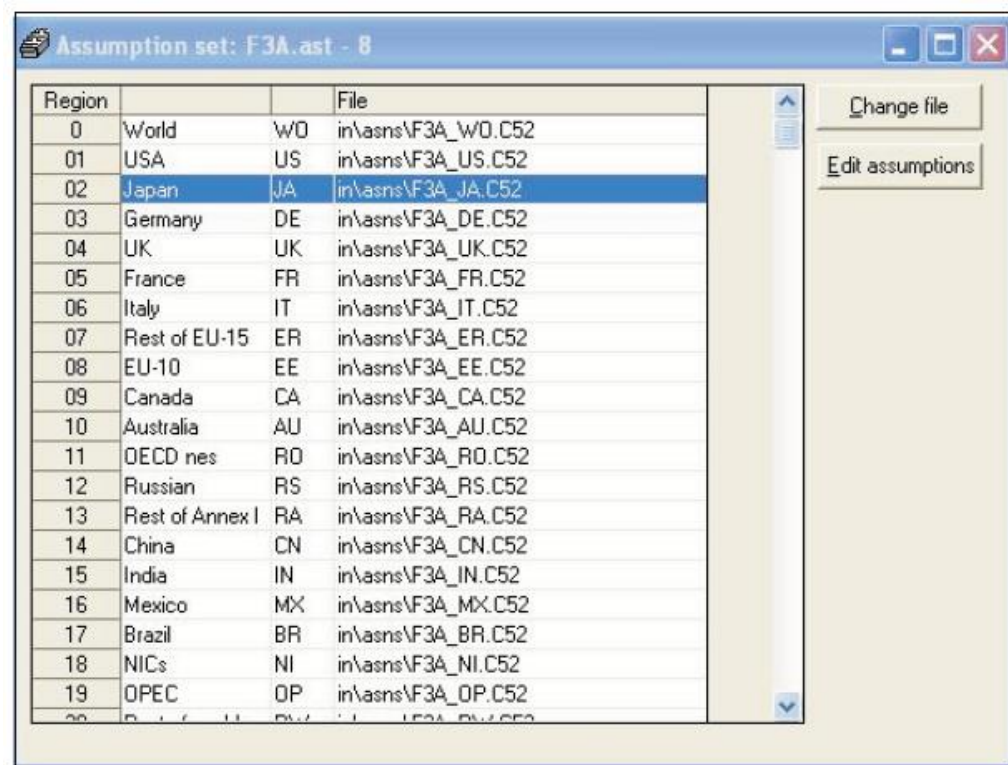 Assumption set: F3A.ast - 8
Region File
0 World WO in\asns\F3A_WO.C52
01 USA US in\asns\F3A_US.C52
02 Japan JA in\asns\F3A_JA.C52
03 Germany DE in\asns\F3A_DE.C52
04 UK UK in\asns\F3A_UK.C52
05 France FR in\asns\F3A_FR.C52
06 Italy IT in\asns\F3A_IT.C52
07 Rest of EU-15 ER in\asns\F3A_ER.C52
08 EU-10 EE in\asns\F3A_EE.C52
09 Canada CA in\asns\F3A_CA.C52
10 Australia AU in\asns\F3A_AU.C52
11 OECD nes RO in\asns\F3A_RO.C52
12 Russian RS in\asns\F3A_RS.C52
13 Rest of Annex I RA in\asns\F3A_RA.C52
14 China CN in\asns\F3A_CN.C52
15 India IN in\asns\F3A_IN.C52
16 Mexico MX in\asns\F3A_MX.C52
17 Brazil BR in\asns\F3A_BR.C52
18 NICs NI in\asns\F3A_NI.C52
19 OPEC OP in\asns\F3A_OP.C52
Change file
Edit assumptions